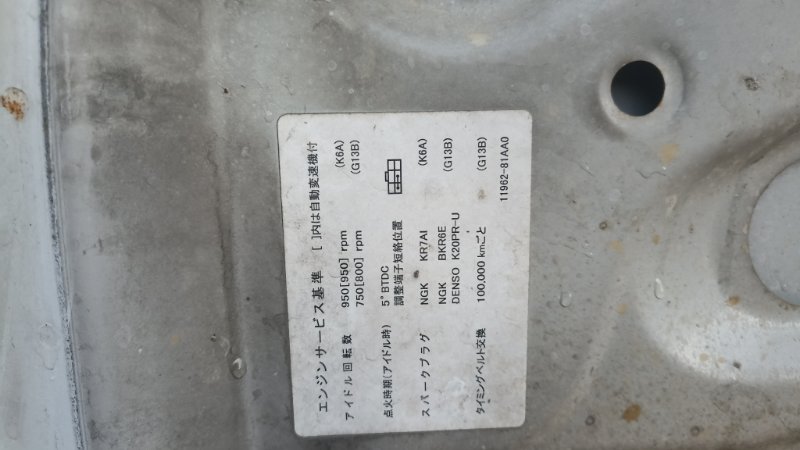 エンジンサービス基準 [ ]内は自動変速機付
アイドル回転数 950[950] rpm (K6A)
750[800] rpm (G13B)
点火時期(アイドル時) 5°BTDC
調整端子短絡位置
スパークプラグ NGK KR7AI (K6A)
NGK BKR6E (G13B)
DENSO K20PR-U
タイミングベルト交換 100,000 kmごと (G13B)
11962-81AA0